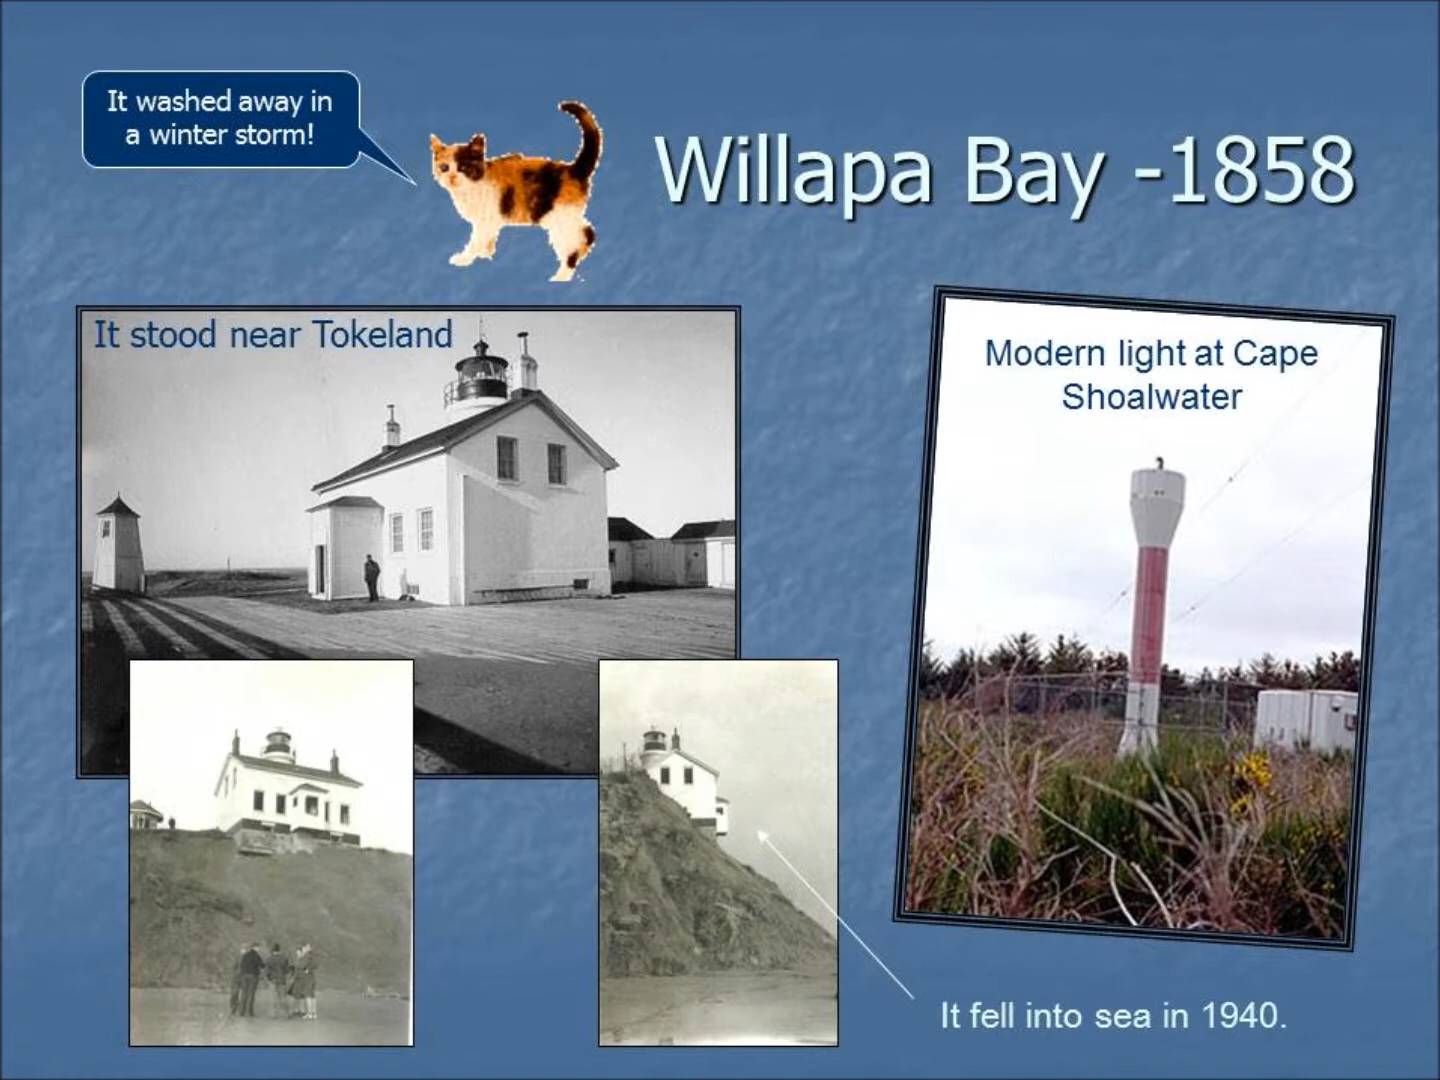 It washed away in
a winter storm!
Willapa Bay -1858
It stood near Tokeland
Modern light at Cape
Shoalwater
It fell into sea in 1940.